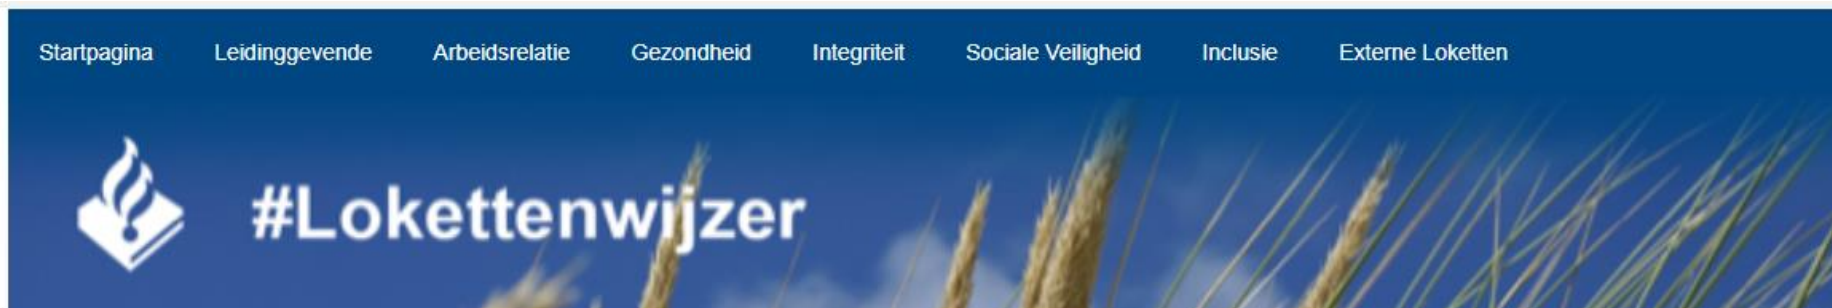 Startpagina Leidinggevende Arbeidsrelatie Gezondheid Integriteit Sociale Veiligheid Inclusie Externe Loketten
#Lokettenwijzer